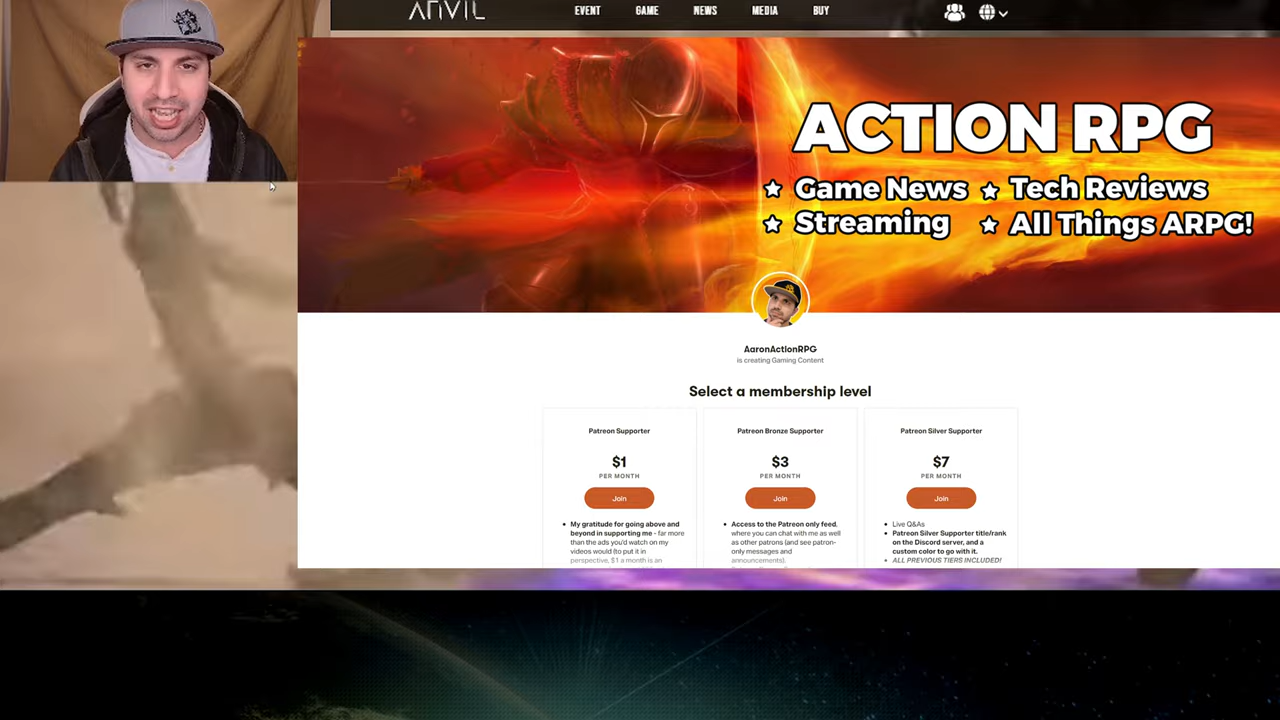 ANVIL
EVENT
GAME
NEWS
MEDIA
BUY
ACTION RPG
Game News
Tech Reviews
Streaming
All Things ARPG!
AaronActionRPG
is creating Gaming Content
Select a membership level
Patreon Supporter
$1
PER MONTH
Join
• My gratitude for going above and
beyond in supporting me - far more
than the ads you'd watch on my
videos would (to put it in
perspective, $1 a month is an
Patreon Bronze Supporter
$3
PER MONTH
Join
• Access to the Patreon only feed,
where you can chat with me as well
as other patrons (and see patron-
only messages and
announcements).
Patreon Silver Supporter
$7
PER MONTH
Join
• Live Q&As
• Patreon Silver Supporter title/rank
on the Discord server, and a
custom color to go with it.
• ALL PREVIOUS TIERS INCLUDED!